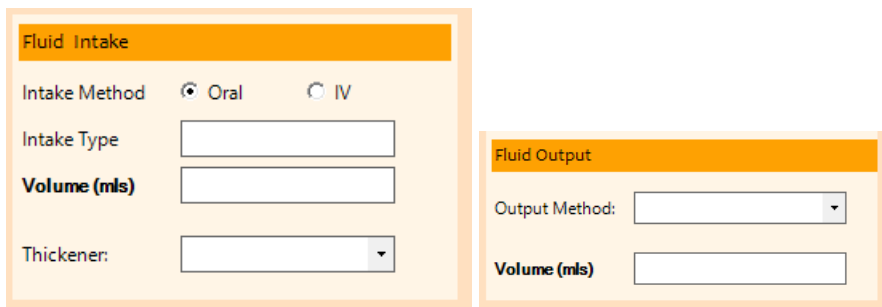 Fluid Intake
Intake Method Oral IV
Intake Type
Volume (mls)
Thickener:
Fluid Output
Output Method:
Volume (mls)